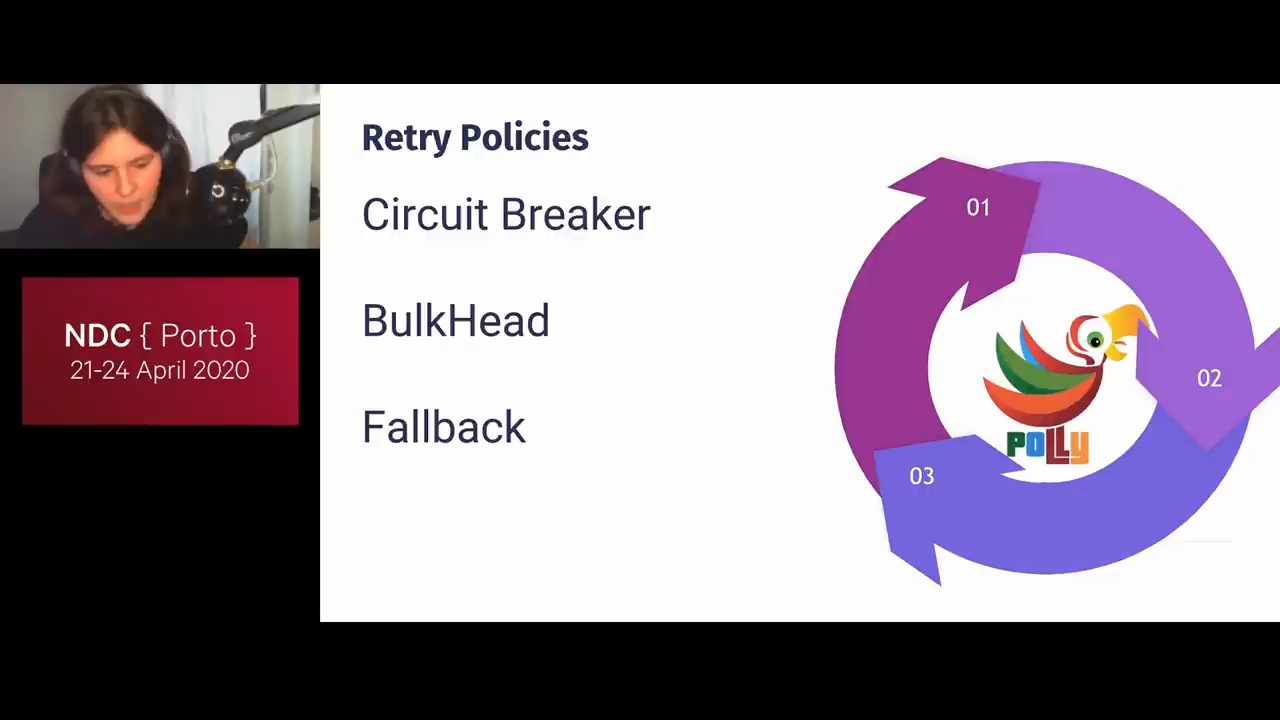 Retry Policies
Circuit Breaker
BulkHead
Fallback
01
02
03
POLLY
NDC { Porto }
21-24 April 2020